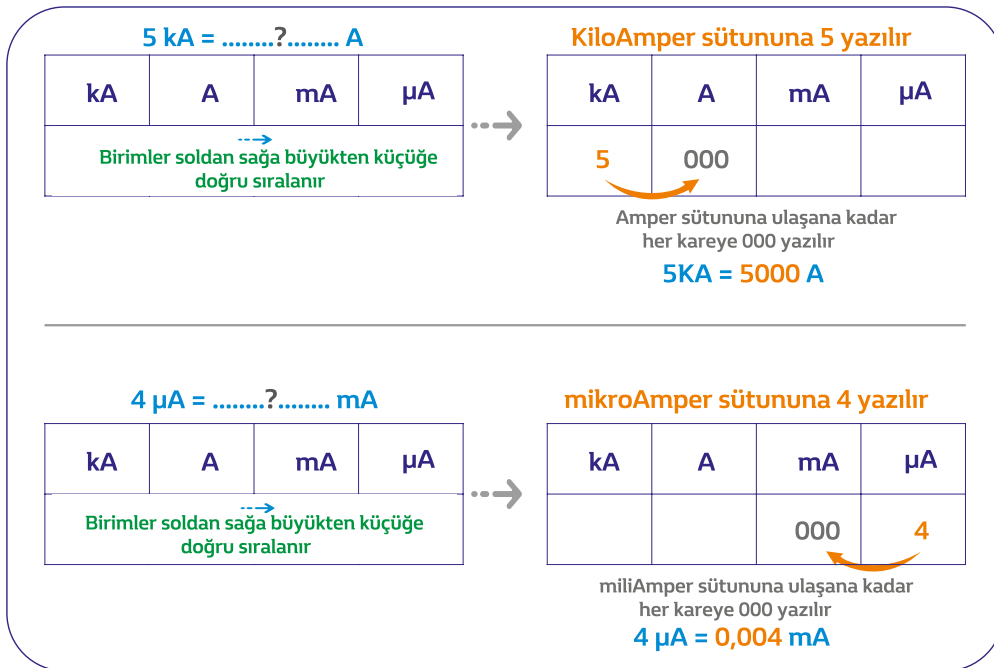 5 kA = ........?........ A
kA A mA µA
Birimler soldan sağa büyükten küçüğe
doğru sıralanır
KiloAmper sütununa 5 yazılır
kA A mA µA
5 000
Amper sütununa ulaşana kadar
her kareye 000 yazılır
5KA = 5000 A
4 µA = ........?........ mA
kA A mA µA
Birimler soldan sağa büyükten küçüğe
doğru sıralanır
mikroAmper sütununa 4 yazılır
kA A mA µA
000 4
miliAmper sütununa ulaşana kadar
her kareye 000 yazılır
4 µA = 0,004 mA